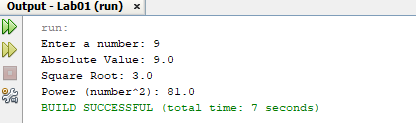 Output - Lab01 (run) ×
run:
Enter a number: 9
Absolute Value: 9.0
Square Root: 3.0
Power (number^2): 81.0
BUILD SUCCESSFUL (total time: 7 seconds)